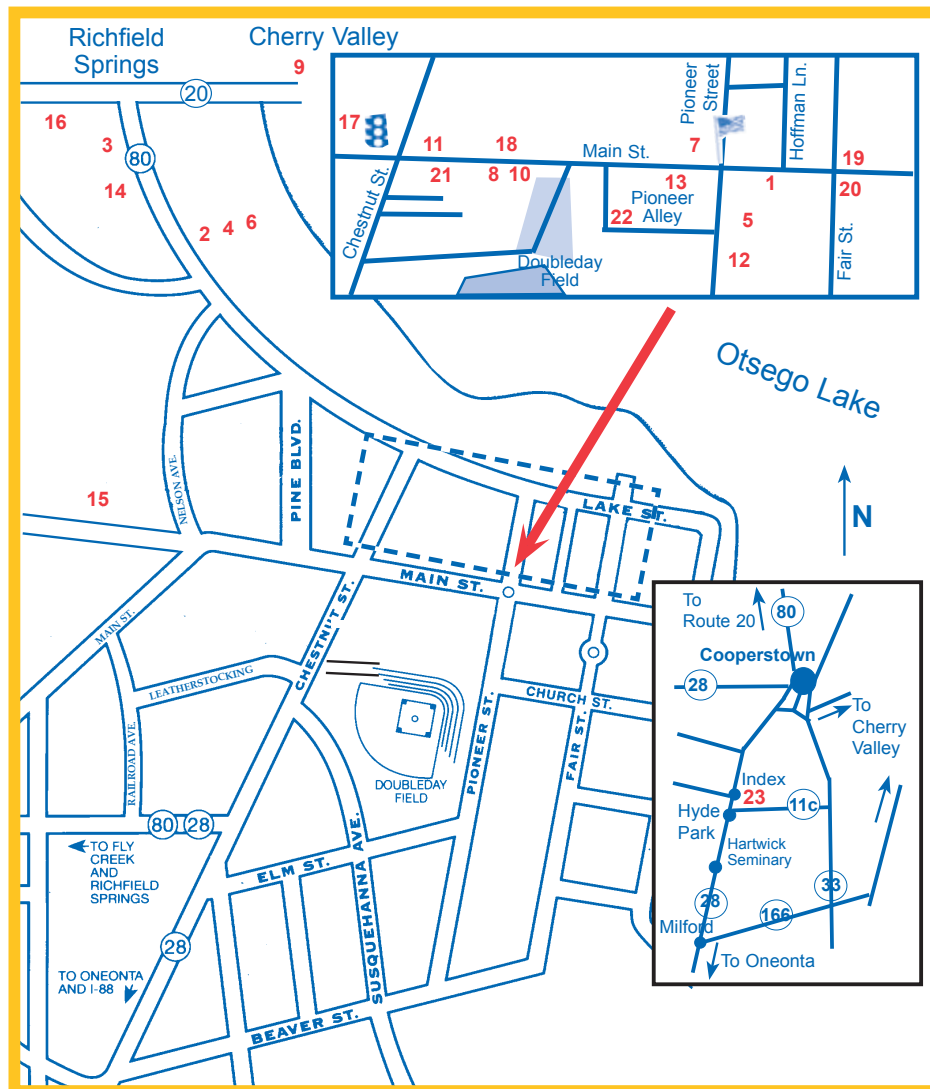 Richfield
Springs
Cherry Valley
9
20
16
3
80
14
2
4
6
17
11
18
Main St.
7
Pioneer
Street
Hoffman Ln.
19
21
8
10
13
1
20
Pioneer
Alley
22
5
12
Chestnut St.
Fair St.
Doubleday
Field
Otsego Lake
N
15
NELSON AVE.
PINE BLVD.
LAKE ST.
MAIN ST.
MAIN ST.
CHESTN'T ST.
LEATHERSTOCKING
RAILROAD AVE.
CHURCH ST.
PIONEER ST.
FAIR ST.
DOUBLEDAY
FIELD
80
28
TO FLY
CREEK
AND
RICHFIELD
SPRINGS
ELM ST.
SUSQUEHANNA AVE.
28
TO ONEONTA
AND I-88
BEAVER ST.
To
Route 20
80
Cooperstown
28
To
Cherry
Valley
Index
23
11c
Hyde
Park
Hartwick
Seminary
33
28
166
Milford
To Oneonta